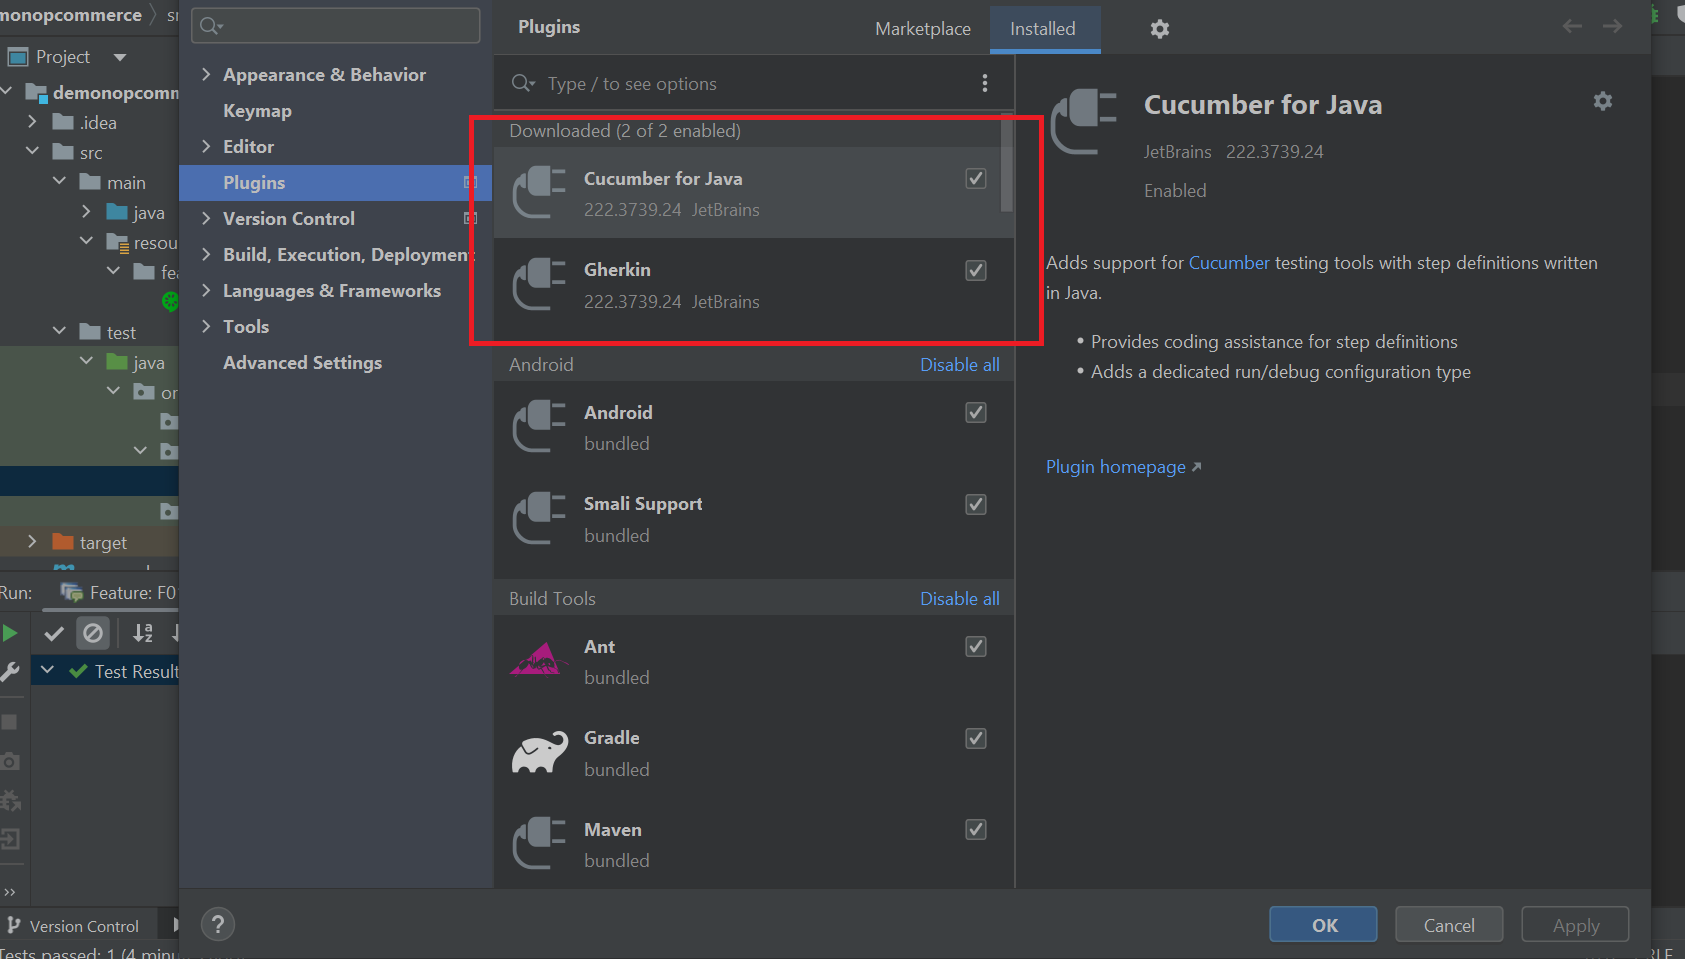 monopcommerce
Project
demonopcomm
.idea
src
main
java
resou
fea
test
java
or
target
Run:
Feature: F0
Test Result
Version Control
Tests passed: 1 (4 minu
Appearance & Behavior
Keymap
Editor
Plugins
Version Control
Build, Execution, Deployment
Languages & Frameworks
Tools
Advanced Settings
?
Plugins
Marketplace
Installed
Type / to see options
Downloaded (2 of 2 enabled)
Cucumber for Java
222.3739.24 JetBrains
Gherkin
222.3739.24 JetBrains
Android Disable all
Android
bundled
Smali Support
bundled
Build Tools Disable all
Ant
bundled
Gradle
bundled
Maven
bundled
Cucumber for Java
JetBrains 222.3739.24
Enabled
Adds support for Cucumber testing tools with step definitions written
in Java.
• Provides coding assistance for step definitions
• Adds a dedicated run/debug configuration type
Plugin homepage
OK
Cancel
Apply